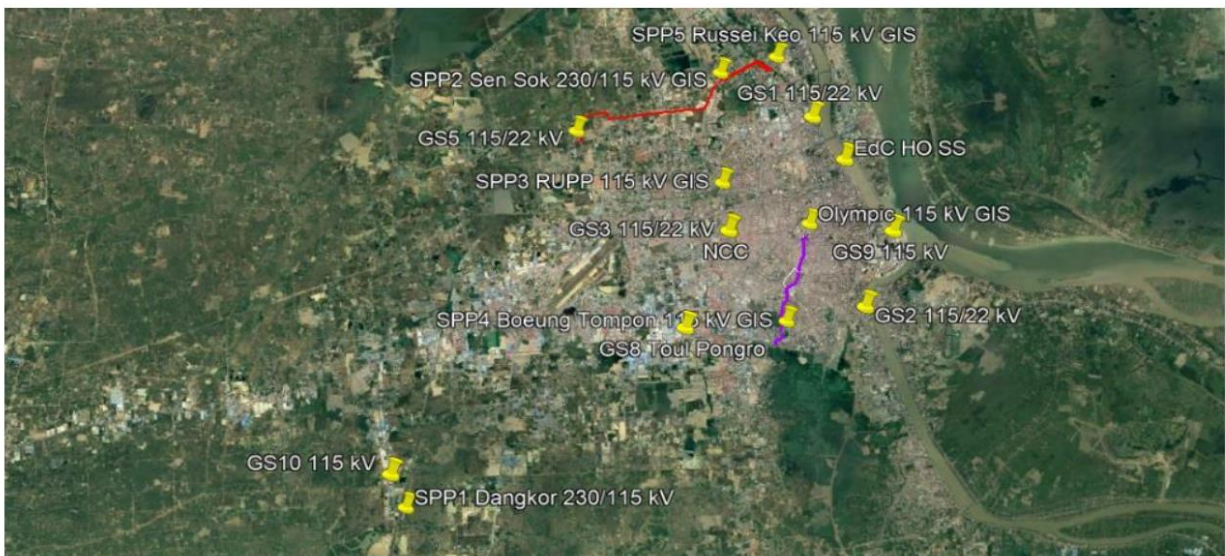 SPP5 Russei Keo 115 kV GIS
SPP2 Sen Sok 230/115 kV GIS
GS1 115/22 kV
GS5 115/22 kV
EdC HO SS
SPP3 RUPP 115 kV GIS
Olympic 115 kV GIS
GS3 115/22 kV
NCC
GS9 115 kV
GS2 115/22 kV
SPP4 Boeung Tompon 115 kV GIS
GS8 Toul Pongro
GS10 115 kV
SPP1 Dangkor 230/115 kV